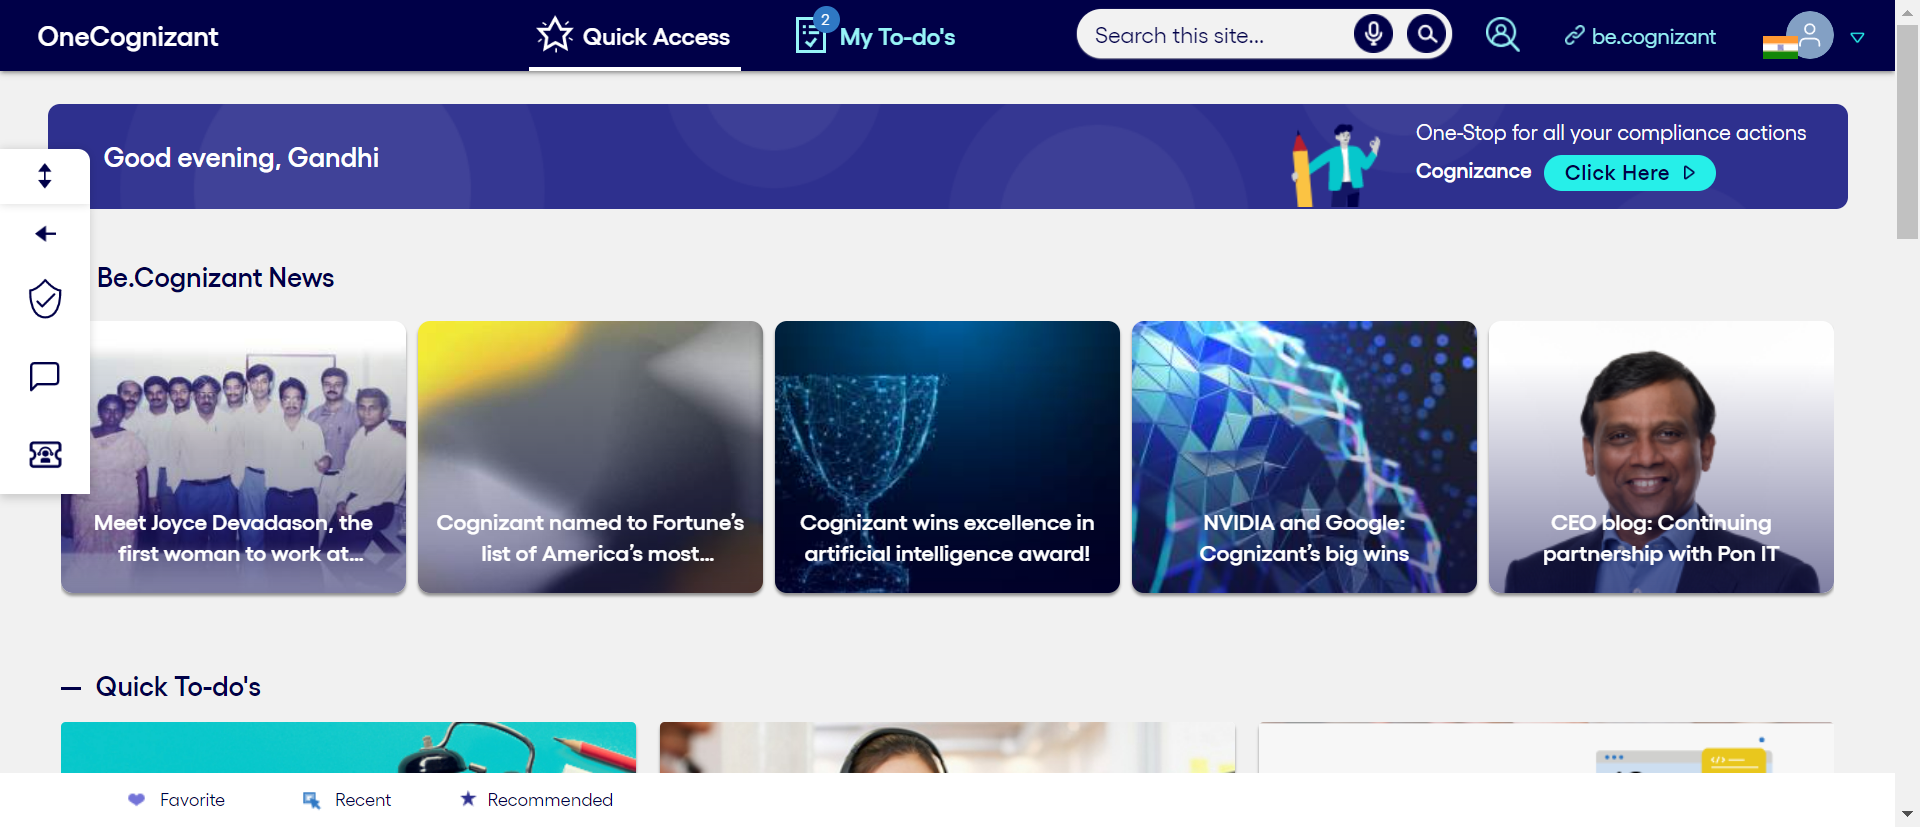 OneCognizant
Quick Access
2
My To-do's
Search this site...
be.cognizant
Good evening, Gandhi
One-Stop for all your compliance actions
Cognizance
Click Here
Be.Cognizant News
Meet Joyce Devadason, the
first woman to work at...
Cognizant named to Fortune’s
list of America’s most...
Cognizant wins excellence in
artificial intelligence award!
NVIDIA and Google:
Cognizant’s big wins
CEO blog: Continuing
partnership with Pon IT
Quick To-do's
</>
Favorite
Recent
Recommended